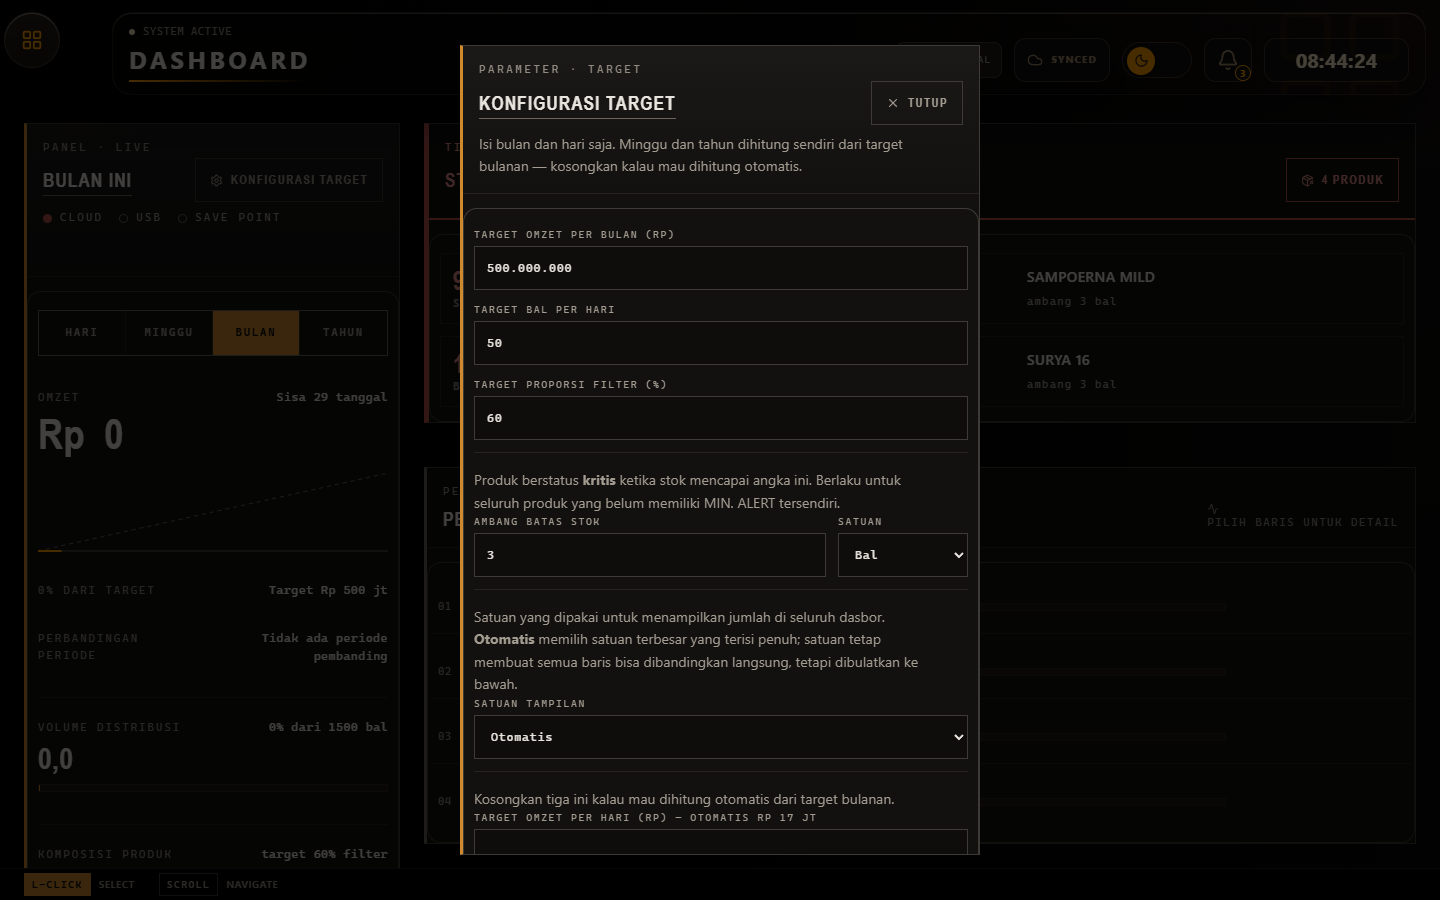 SYSTEM ACTIVE
DASHBOARD
SYNCED
3
08:44:24
PANEL · LIVE
BULAN INI
KONFIGURASI TARGET
CLOUD
USB
SAVE POINT
HARI
MINGGU
BULAN
TAHUN
OMZET
Sisa 29 tanggal
Rp 0
0% DARI TARGET
Target Rp 500 jt
PERBANDINGAN
PERIODE
Tidak ada periode
pembanding
VOLUME DISTRIBUSI
0% dari 1500 bal
0,0
KOMPOSISI PRODUK
target 60% filter
PARAMETER · TARGET
KONFIGURASI TARGET
TUTUP
Isi bulan dan hari saja. Minggu dan tahun dihitung sendiri dari target
bulanan — kosongkan kalau mau dihitung otomatis.
TARGET OMZET PER BULAN (RP)
500.000.000
TARGET BAL PER HARI
50
TARGET PROPORSI FILTER (%)
60
Produk berstatus kritis ketika stok mencapai angka ini. Berlaku untuk
seluruh produk yang belum memiliki MIN. ALERT tersendiri.
AMBANG BATAS STOK
SATUAN
3
Bal
Satuan yang dipakai untuk menampilkan jumlah di seluruh dasbor.
Otomatis memilih satuan terbesar yang terisi penuh; satuan tetap
membuat semua baris bisa dibandingkan langsung, tetapi dibulatkan ke
bawah.
SATUAN TAMPILAN
Otomatis
Kosongkan tiga ini kalau mau dihitung otomatis dari target bulanan.
TARGET OMZET PER HARI (RP) — OTOMATIS RP 17 JT
4 PRODUK
SAMPOERNA MILD
ambang 3 bal
SURYA 16
ambang 3 bal
PILIH BARIS UNTUK DETAIL
01
02
03
04
L-CLICK
SELECT
SCROLL
NAVIGATE